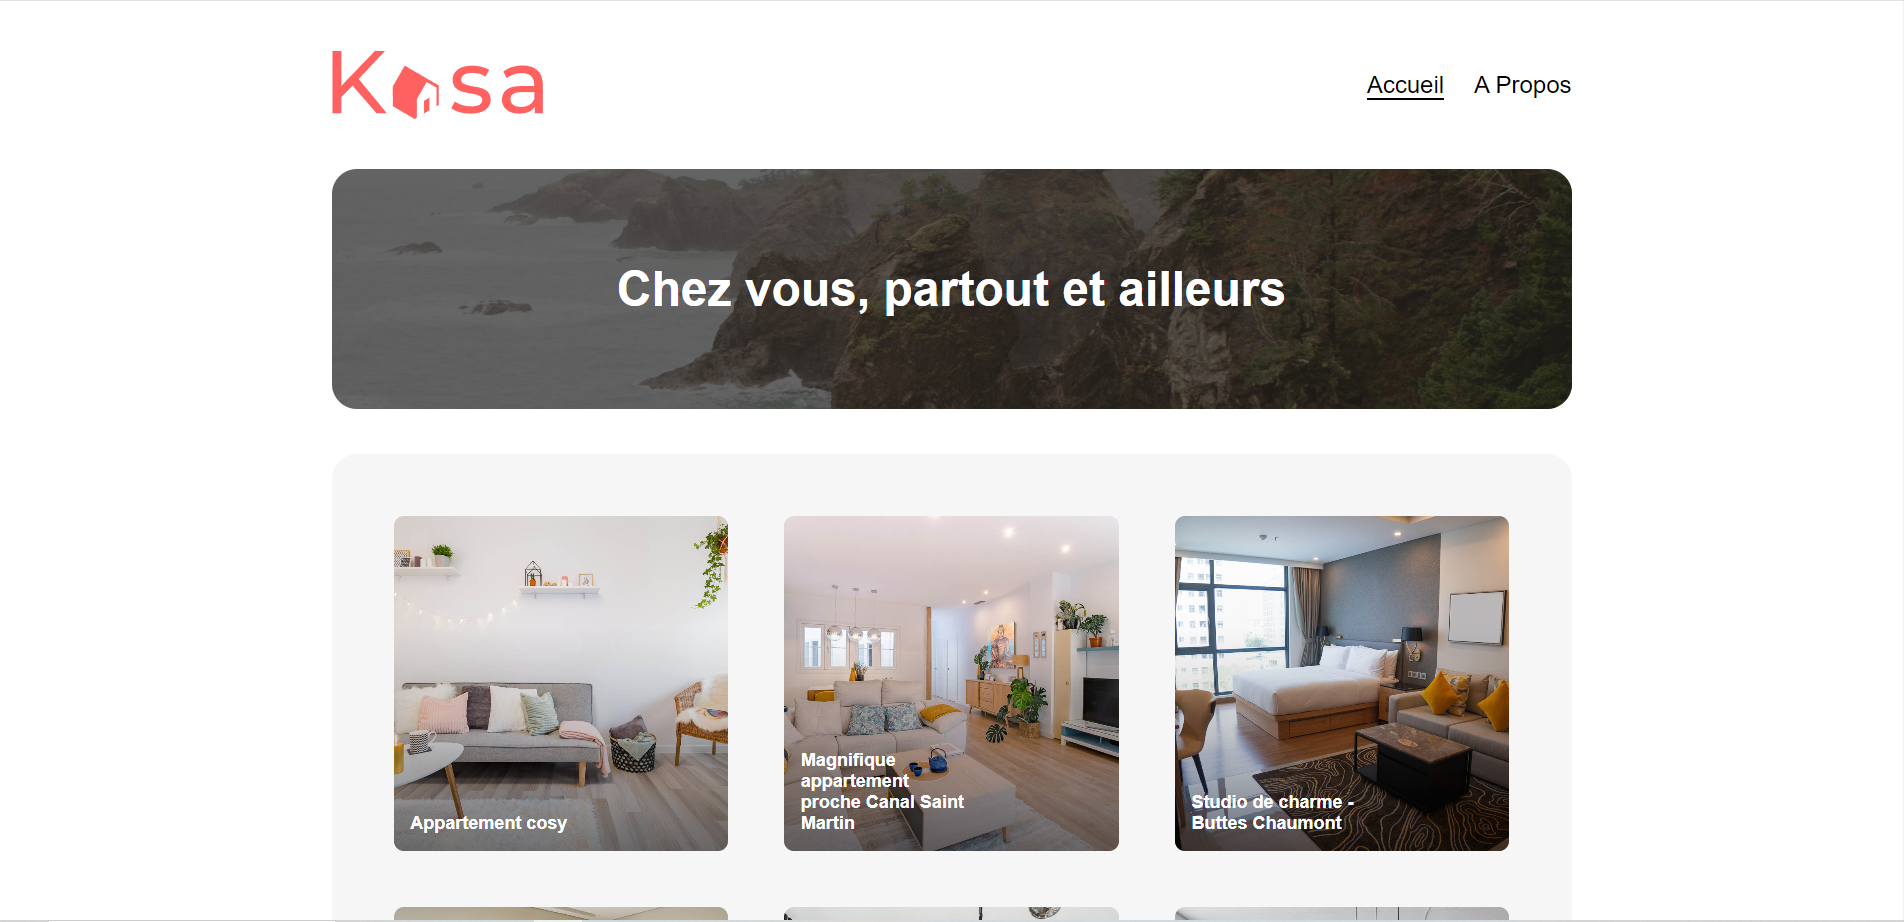 Kasa
Accueil
A Propos
Chez vous, partout et ailleurs
Appartement cosy
Magnifique
appartement
proche Canal Saint
Martin
Studio de charme -
Buttes Chaumont